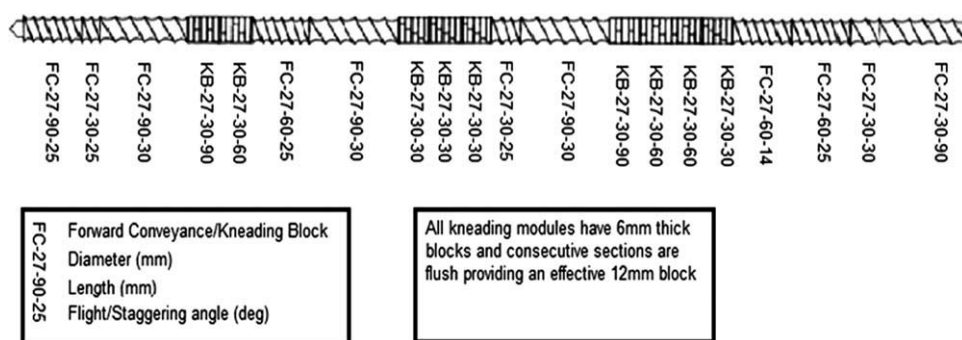 FC-27-90-25
FC-27-30-25
FC-27-90-30
KB-27-30-90
KB-27-30-60
FC-27-60-25
FC-27-90-30
KB-27-30-30
KB-27-30-30
KB-27-30-30
FC-27-30-25
FC-27-90-30
KB-27-30-90
KB-27-30-60
KB-27-30-60
KB-27-30-30
FC-27-60-14
FC-27-60-25
FC-27-30-30
FC-27-30-90
FC-27-90-25
Forward Conveyance/Kneading Block
Diameter (mm)
Length (mm)
Flight/Staggering angle (deg)
All kneading modules have 6mm thick
blocks and consecutive sections are
flush providing an effective 12mm block